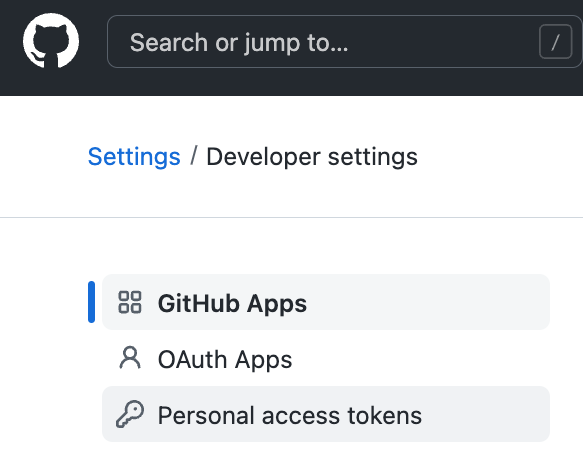 Search or jump to...
/
Settings / Developer settings
GitHub Apps
OAuth Apps
Personal access tokens